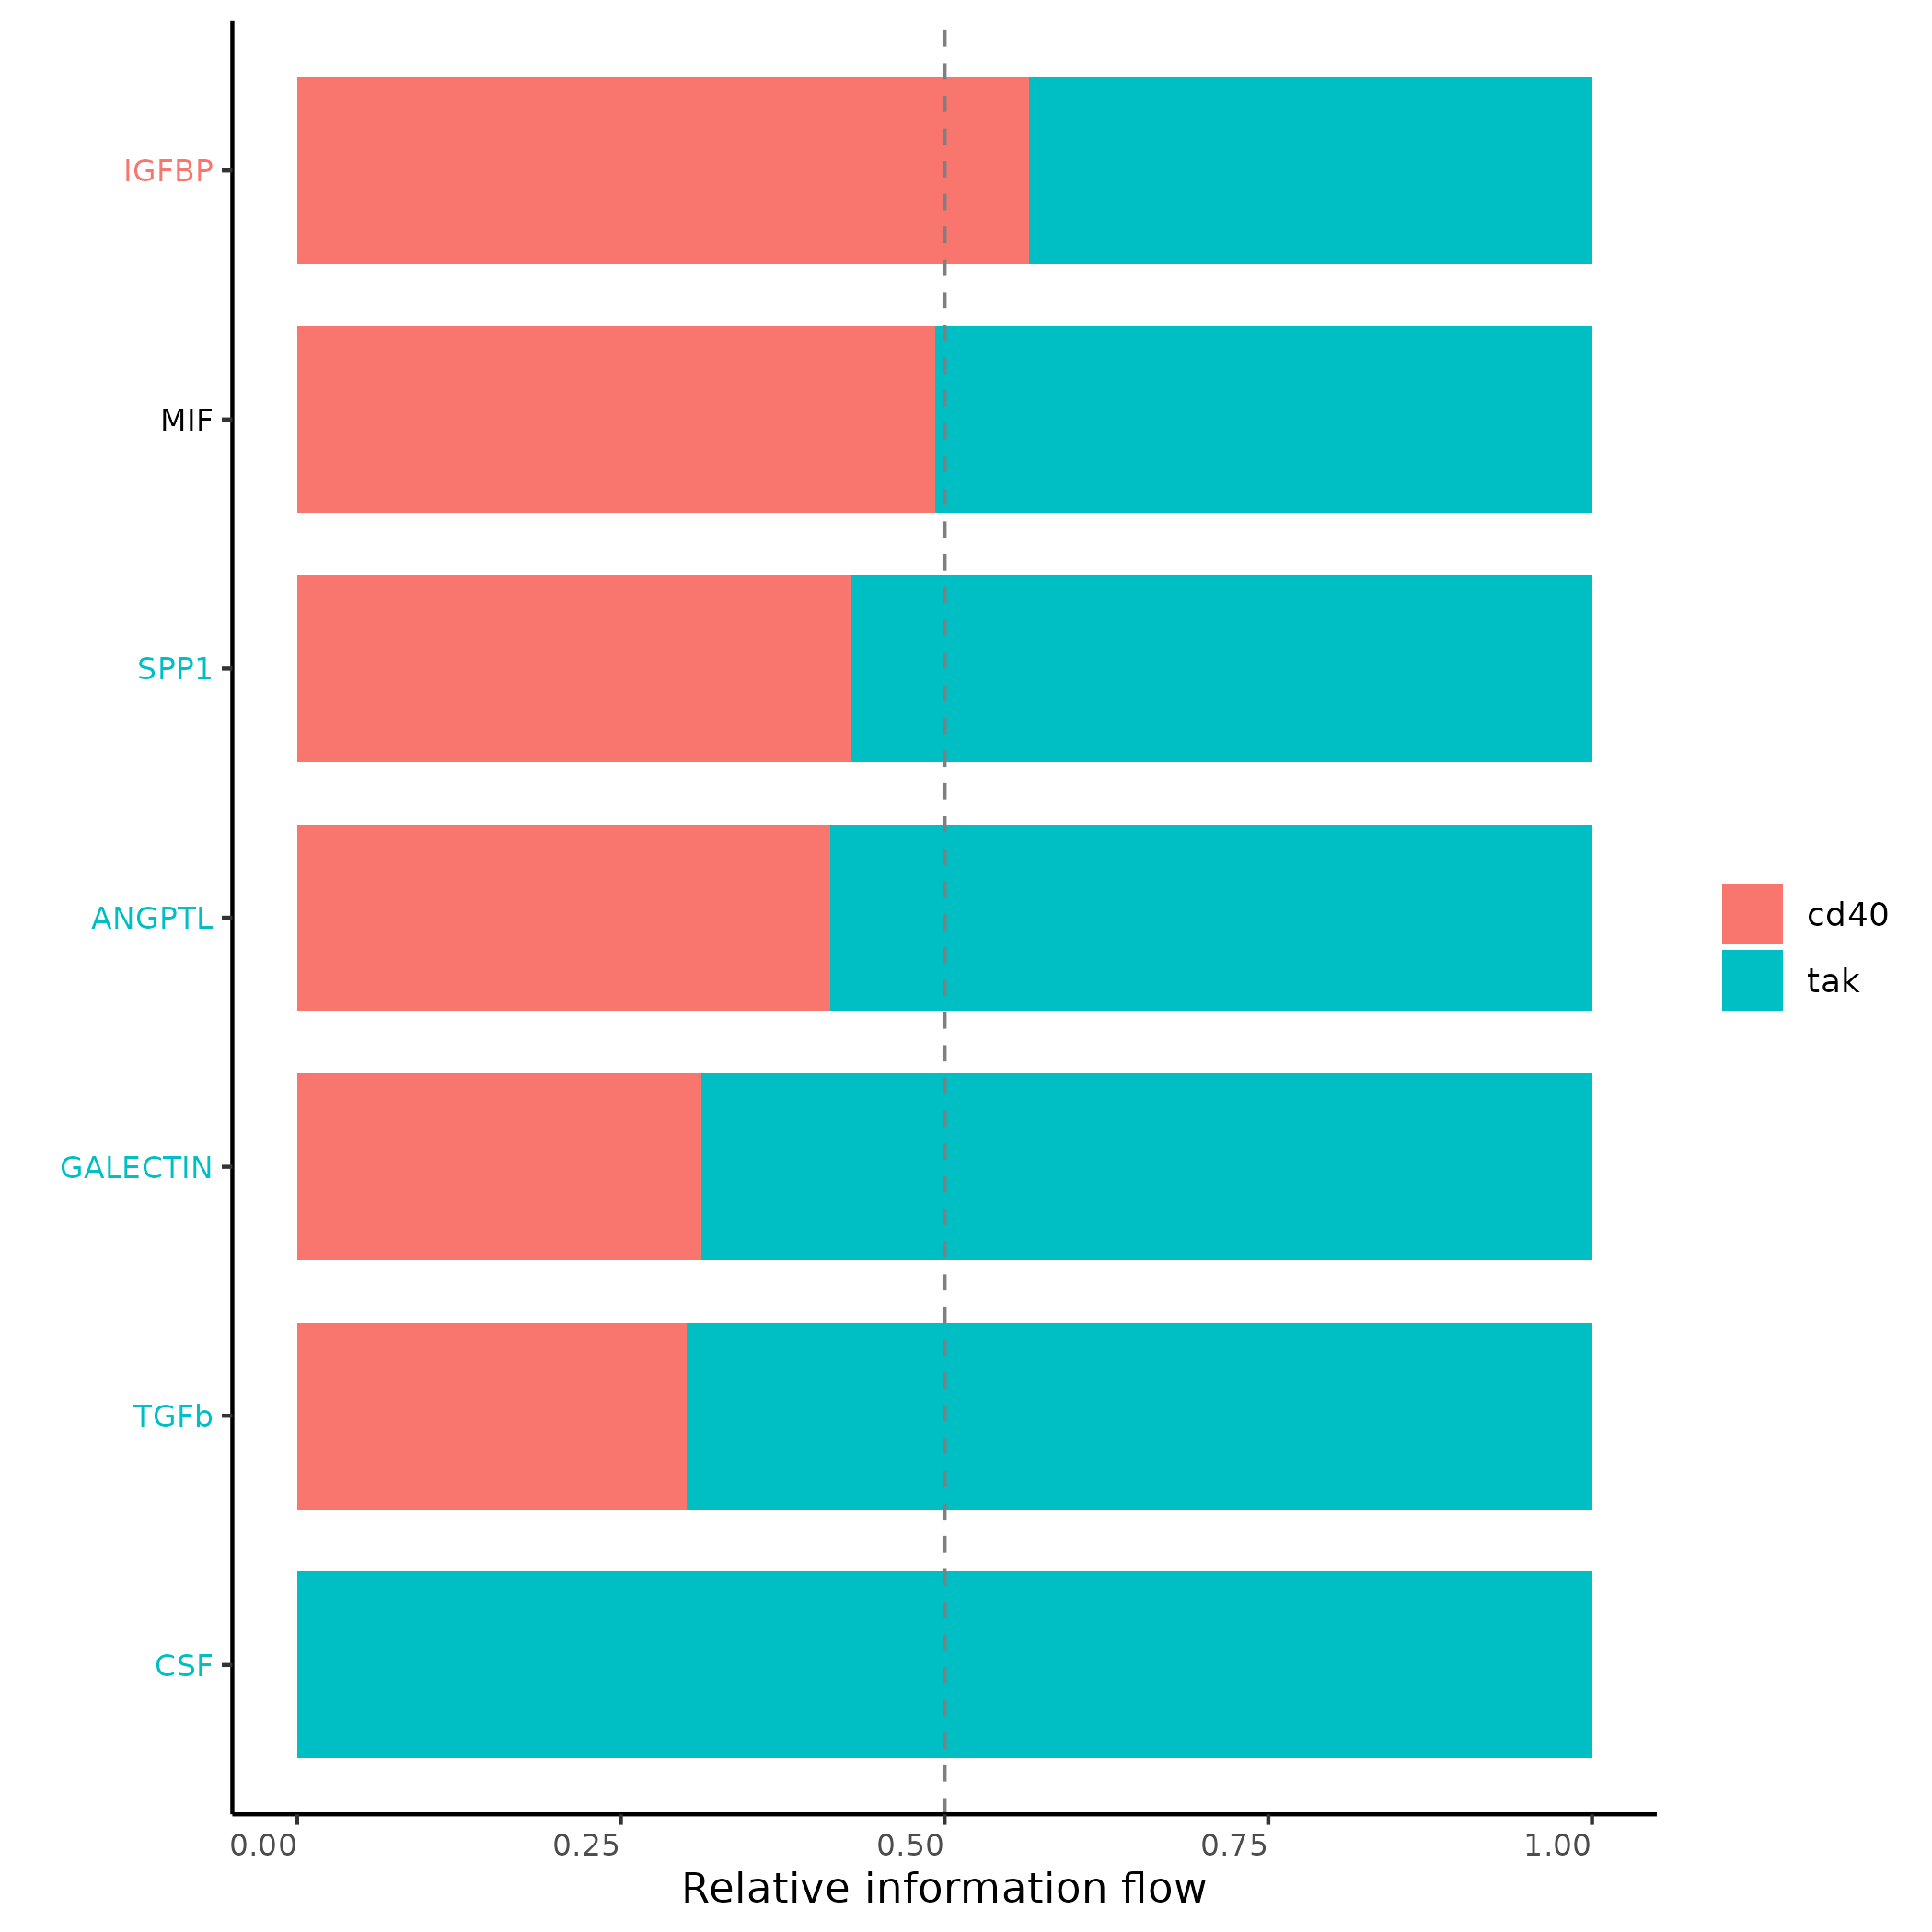 IGFBP
MIF
SPP1
ANGPTL
GALECTIN
TGFb
CSF
cd40
tak
0.00 0.25 0.50 0.75 1.00
Relative information flow